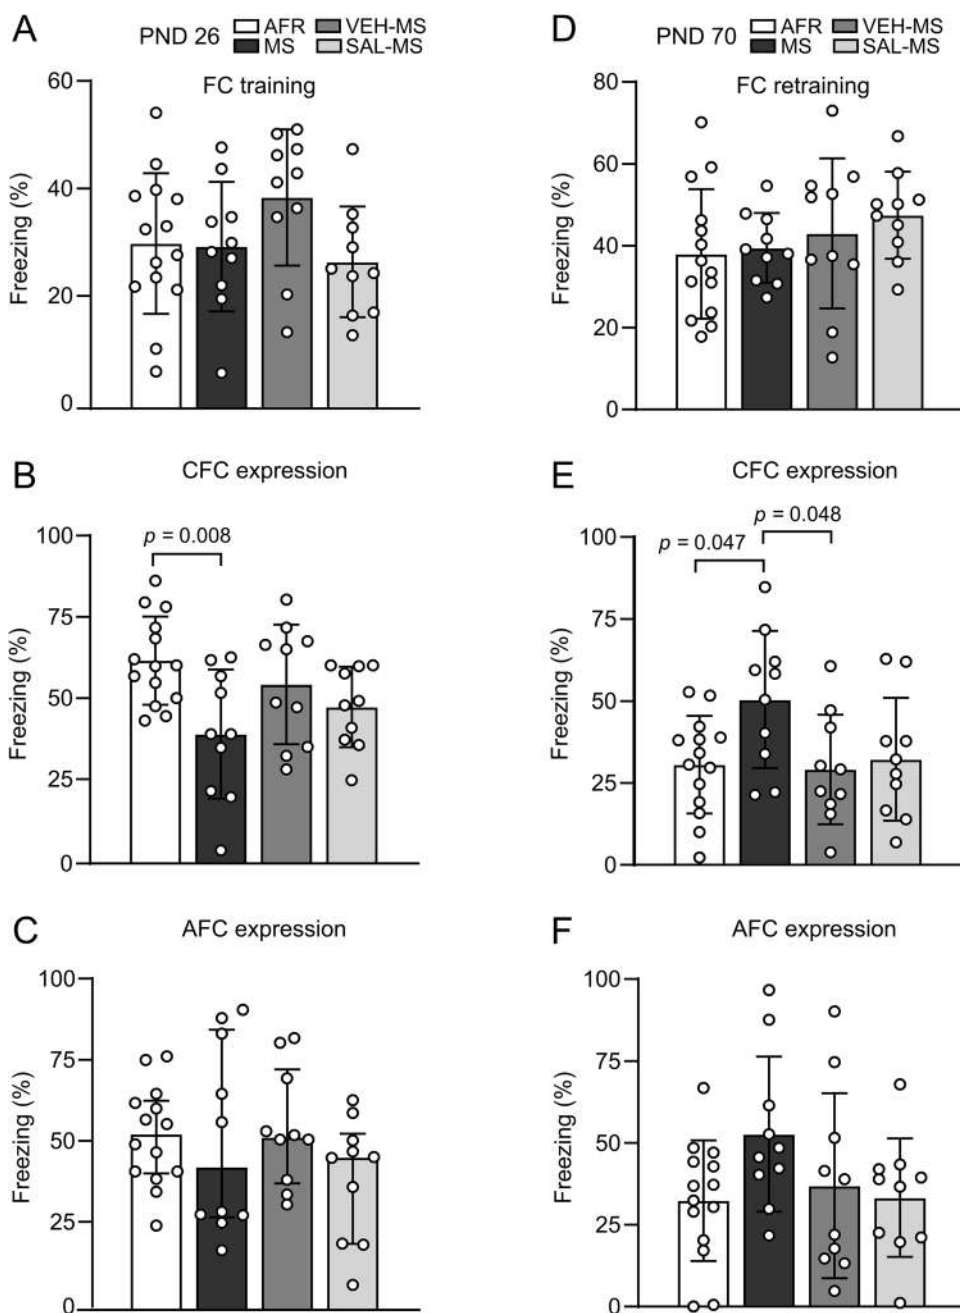 A PND 26 AFR MS VEH-MS SAL-MS
FC training
Freezing (%)
60
40
20
0
D PND 70 AFR MS VEH-MS SAL-MS
FC retraining
Freezing (%)
80
60
40
20
0
B CFC expression
Freezing (%)
100
75
50
25
0
p = 0.008
E CFC expression
Freezing (%)
100
75
50
25
0
p = 0.047
p = 0.048
C AFC expression
Freezing (%)
100
75
50
25
0
F AFC expression
Freezing (%)
100
75
50
25
0